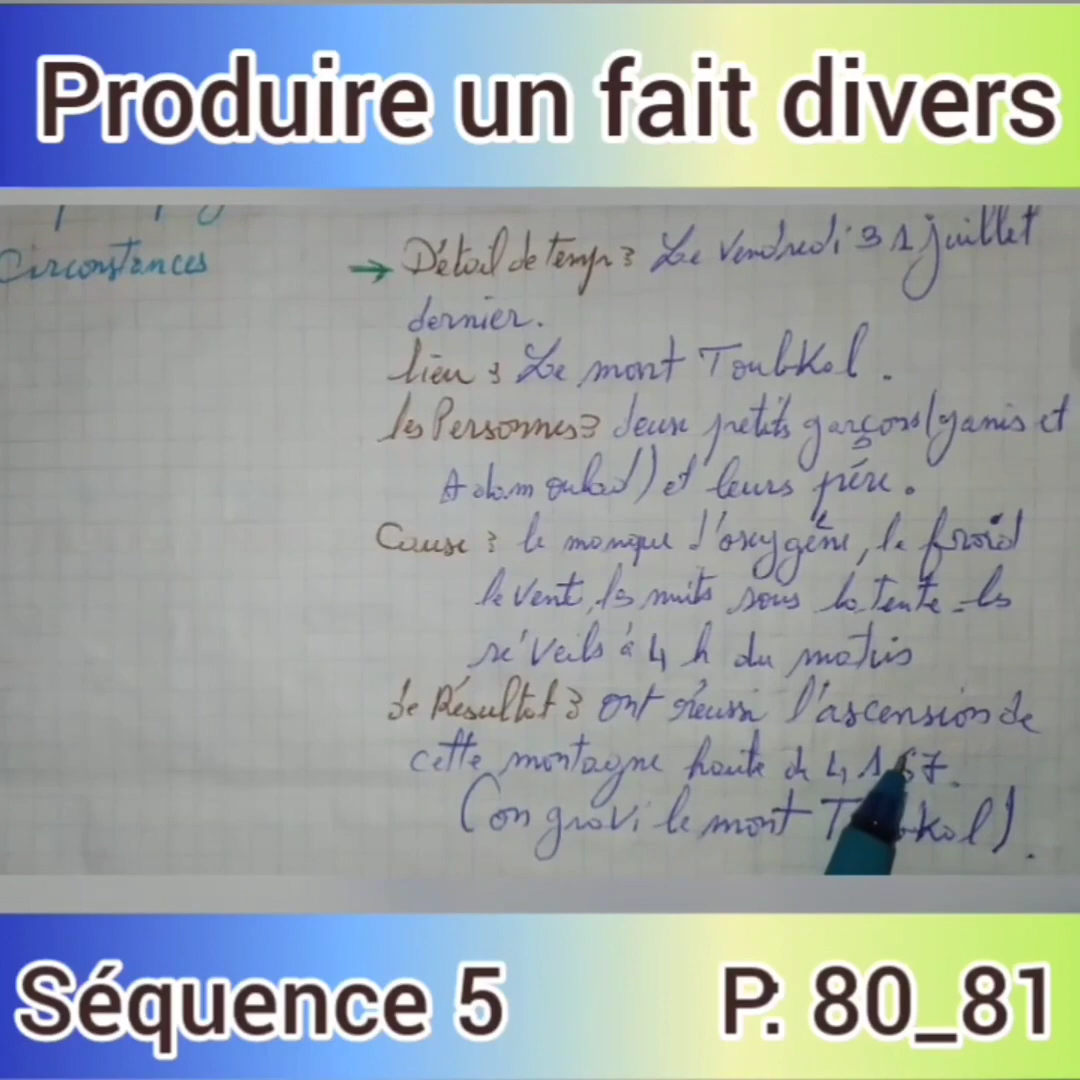 Produire un fait divers
Circonstances
→ Détail de temps : Le vendredi 31 juillet
dernier.
lieu : Le mont Toubkal.
les Personnes : deux petits garçons (yanis et
Adam oulad) et leurs père.
Cause : le manque d'oxygène, le froid
le vent, les nuits sous la tente - les
réveils à 4 h du matin
le Résultat : ont réussi l'ascension de
cette montagne haute de 4 167.
(on gravi le mont Toubkal).
Séquence 5
P. 80_81